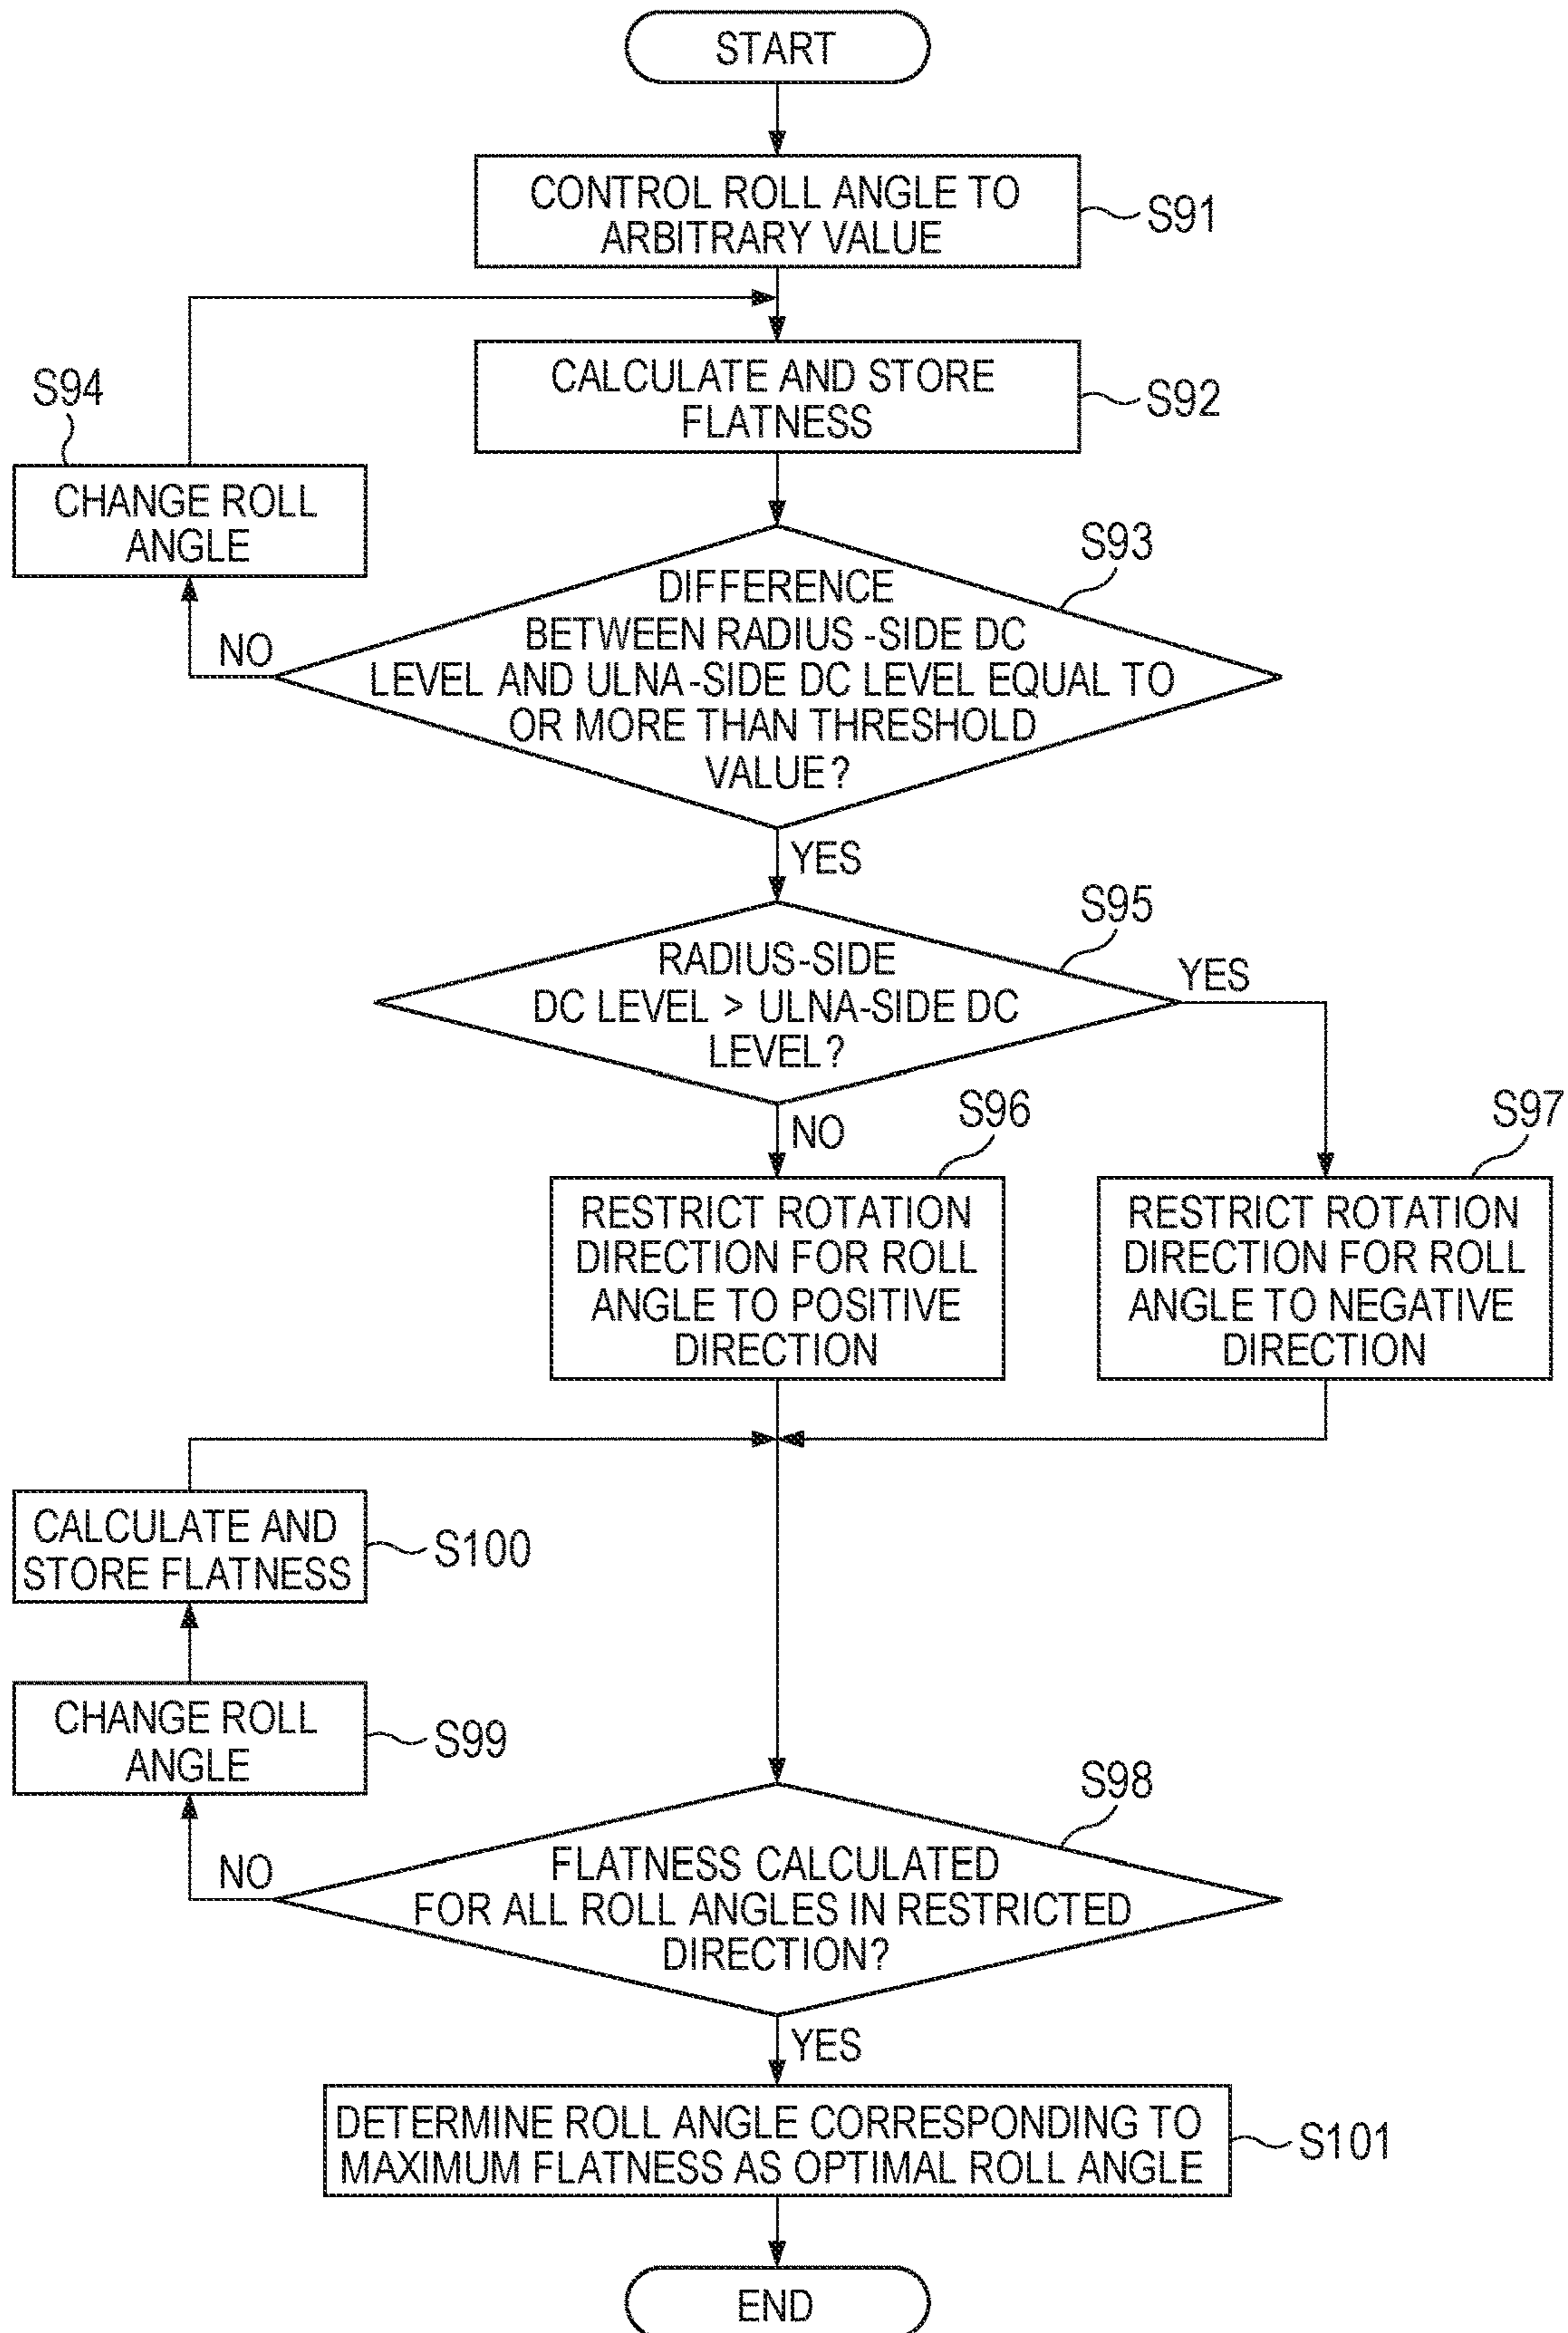 START
CONTROL ROLL ANGLE TO
ARBITRARY VALUE
S91
CALCULATE AND STORE
FLATNESS
S92
S94
CHANGE ROLL
ANGLE
S93
DIFFERENCE
BETWEEN RADIUS -SIDE DC
LEVEL AND ULNA-SIDE DC LEVEL EQUAL TO
OR MORE THAN THRESHOLD
VALUE?
NO
YES
S95
RADIUS-SIDE
DC LEVEL > ULNA-SIDE DC
LEVEL?
YES
NO
S96
RESTRICT ROTATION
DIRECTION FOR ROLL
ANGLE TO POSITIVE
DIRECTION
S97
RESTRICT ROTATION
DIRECTION FOR ROLL
ANGLE TO NEGATIVE
DIRECTION
CALCULATE AND
STORE FLATNESS
S100
CHANGE ROLL
ANGLE
S99
S98
NO
FLATNESS CALCULATED
FOR ALL ROLL ANGLES IN RESTRICTED
DIRECTION?
YES
DETERMINE ROLL ANGLE CORRESPONDING TO
MAXIMUM FLATNESS AS OPTIMAL ROLL ANGLE
S101
END